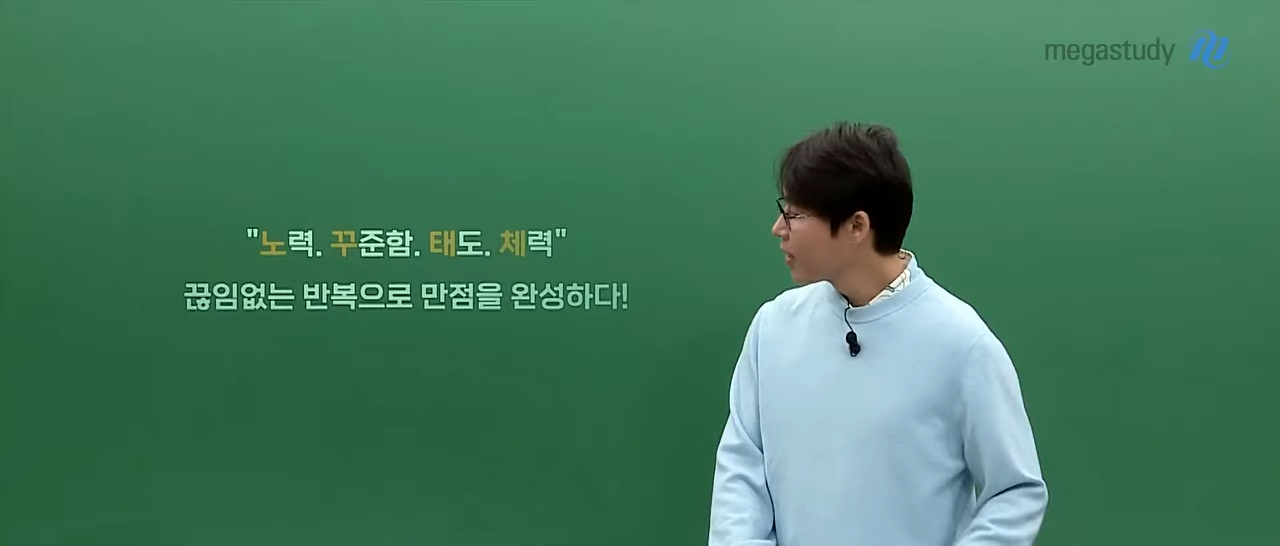 megastudy
"노력. 꾸준함. 태도. 체력"
끊임없는 반복으로 만점을 완성하다!